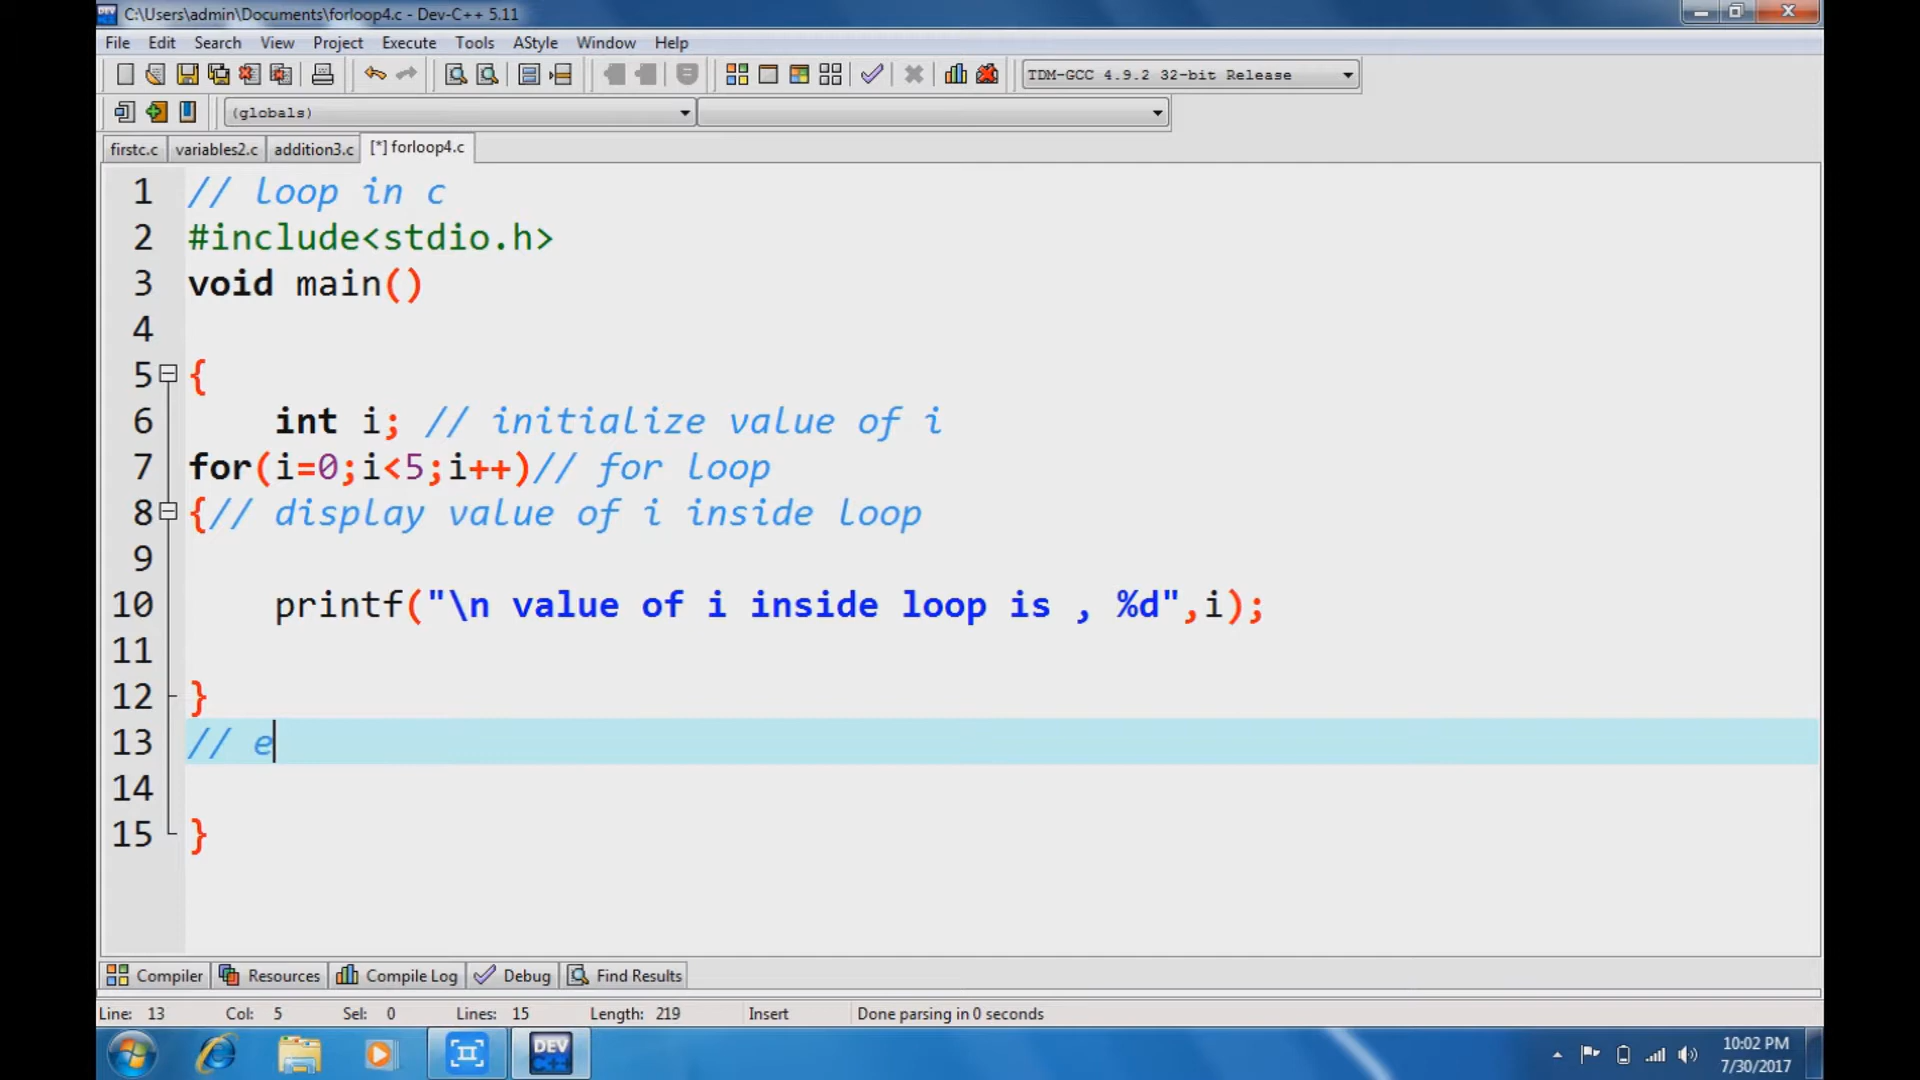 C:\Users\admin\Documents\forloop4.c - Dev-C++ 5.11
File Edit Search View Project Execute Tools AStyle Window Help
TDM-GCC 4.9.2 32-bit Release
(globals)
firstc.c variables2.c addition3.c [*] forloop4.c
1 // loop in c
2 #include<stdio.h>
3 void main()
4
5 {
6 int i; // initialize value of i
7 for(i=0;i<5;i++)// for loop
8 {// display value of i inside loop
9
10 printf("\n value of i inside loop is , %d",i);
11
12 }
13 // e
14
15 }
Compiler Resources Compile Log Debug Find Results
Line: 13 Col: 5 Sel: 0 Lines: 15 Length: 219 Insert Done parsing in 0 seconds
DEV C++
10:02 PM
7/30/2017